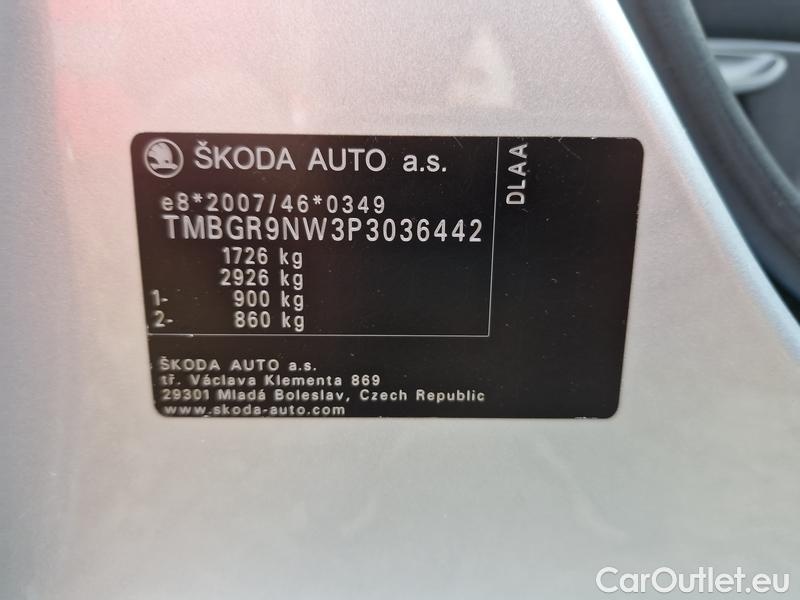 ŠKODA AUTO a.s.
DLAA
e8*2007/46*0349
TMBGR9NW3P3036442
1726 kg
2926 kg
1- 900 kg
2- 860 kg
ŠKODA AUTO a.s.
tř. Václava Klementa 869
29301 Mladá Boleslav, Czech Republic
www.skoda-auto.com
CarOutlet.eu